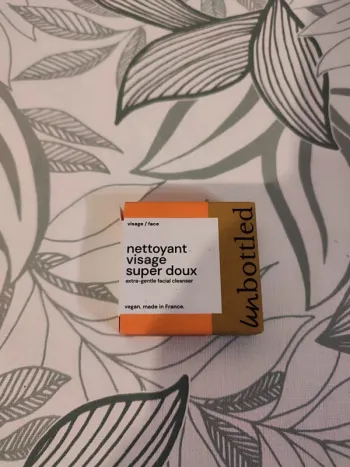 visage / face
nettoyant
visage
super doux
extra-gentle facial cleanser
vegan, made in France.
unbottled